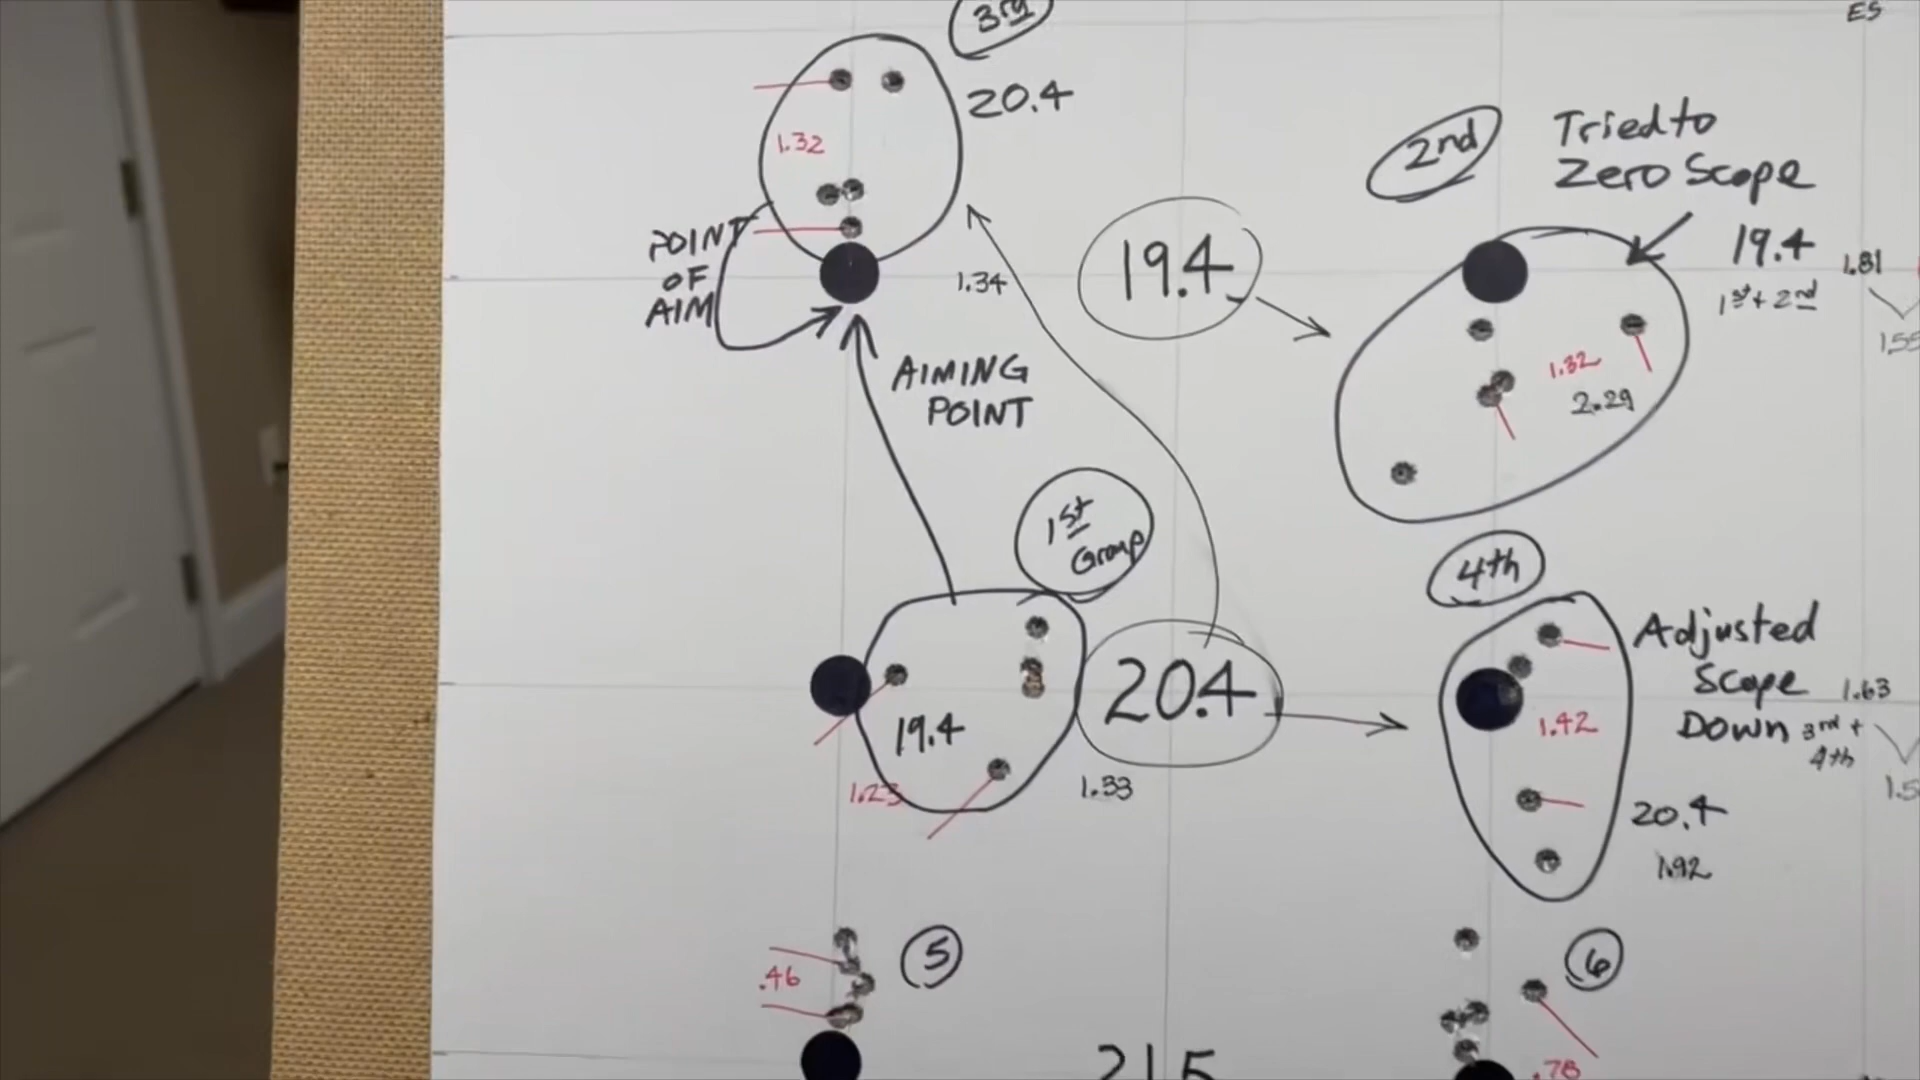 3rd
ES
20.4
2nd
Tried to
Zero Scope
1.32
19.4
1st + 2nd
1.81
POINT
OF
AIM
1.34
19.4
1.32
2.29
AIMING
POINT
1st
Group
4th
Adjusted
Scope
Down
3rd +
4th
1.63
20.4
19.4
1.42
1.23
1.33
20.4
1.92
5
6
.46
.78
21.5